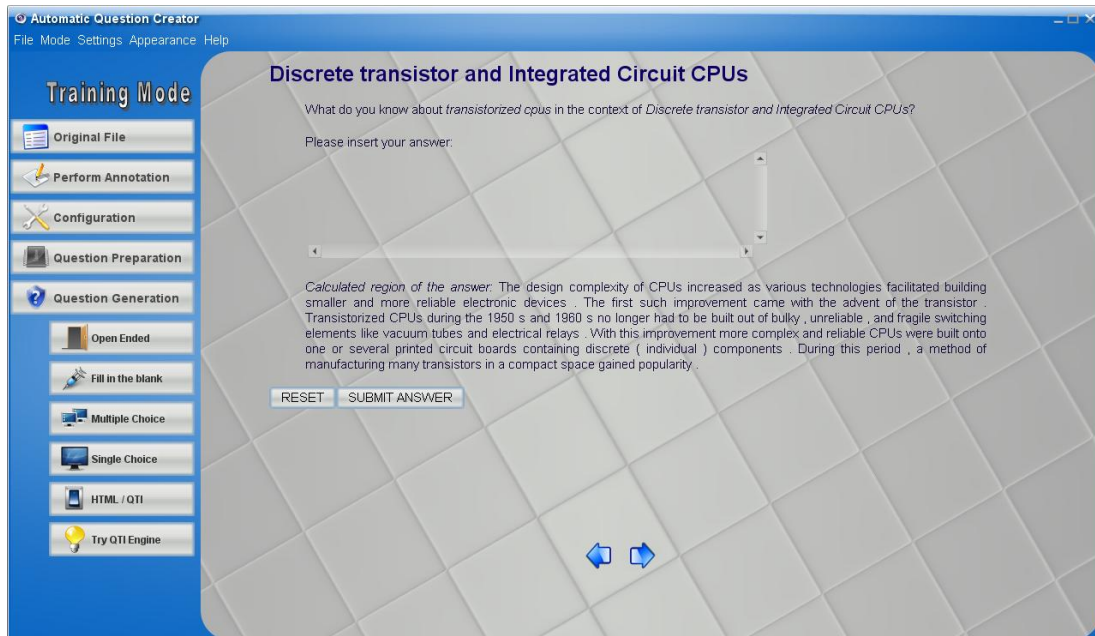 Automatic Question Creator
File Mode Settings Appearance Help
Training Mode
Original File
Perform Annotation
Configuration
Question Preparation
Question Generation
Open Ended
Fill in the blank
Multiple Choice
Single Choice
HTML / QTI
Try QTI Engine
Discrete transistor and Integrated Circuit CPUs
What do you know about transistorized cpus in the context of Discrete transistor and Integrated Circuit CPUs?
Please insert your answer:
Calculated region of the answer: The design complexity of CPUs increased as various technologies facilitated building
smaller and more reliable electronic devices . The first such improvement came with the advent of the transistor .
Transistorized CPUs during the 1950 s and 1960 s no longer had to be built out of bulky , unreliable , and fragile switching
elements like vacuum tubes and electrical relays . With this improvement more complex and reliable CPUs were built onto
one or several printed circuit boards containing discrete ( individual ) components . During this period , a method of
manufacturing many transistors in a compact space gained popularity .
RESET SUBMIT ANSWER